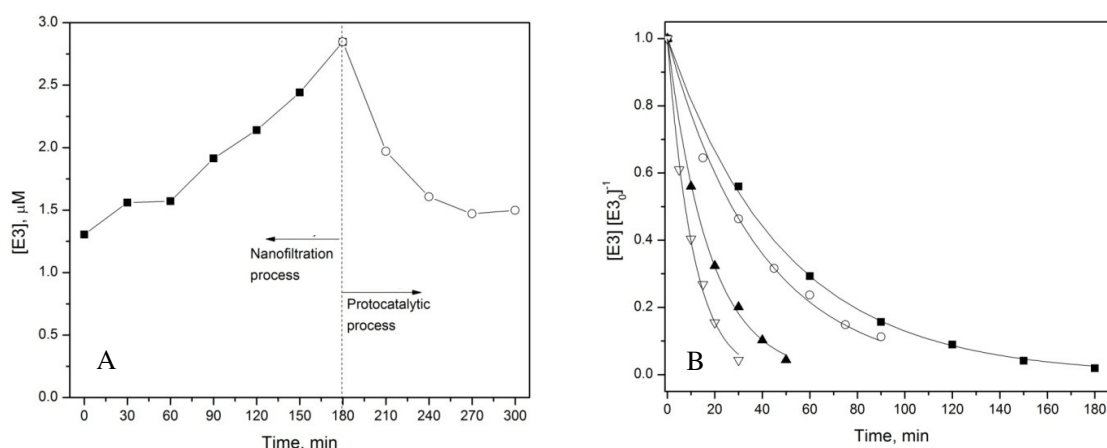 3.0
2.5
2.0
1.5
1.0
0.5
0.0
[E3], μM
Nanofiltration
process
Protocatalytic
process
A
0 30 60 90 120 150 180 210 240 270 300
Time, min
1.0
0.8
0.6
0.4
0.2
0.0
[E3] [E3₀]⁻¹
B
0 20 40 60 80 100 120 140 160 180
Time, min